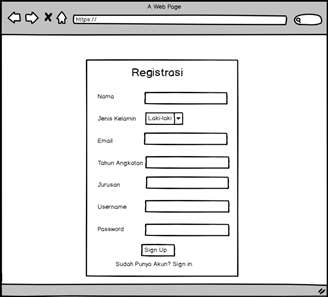 A Web Page
https://
Registrasi
Nama
Jenis Kelamin Laki-laki
Email
Tahun Angkatan
Jurusan
Username
Password
Sign Up
Sudah Punya Akun? Sign in